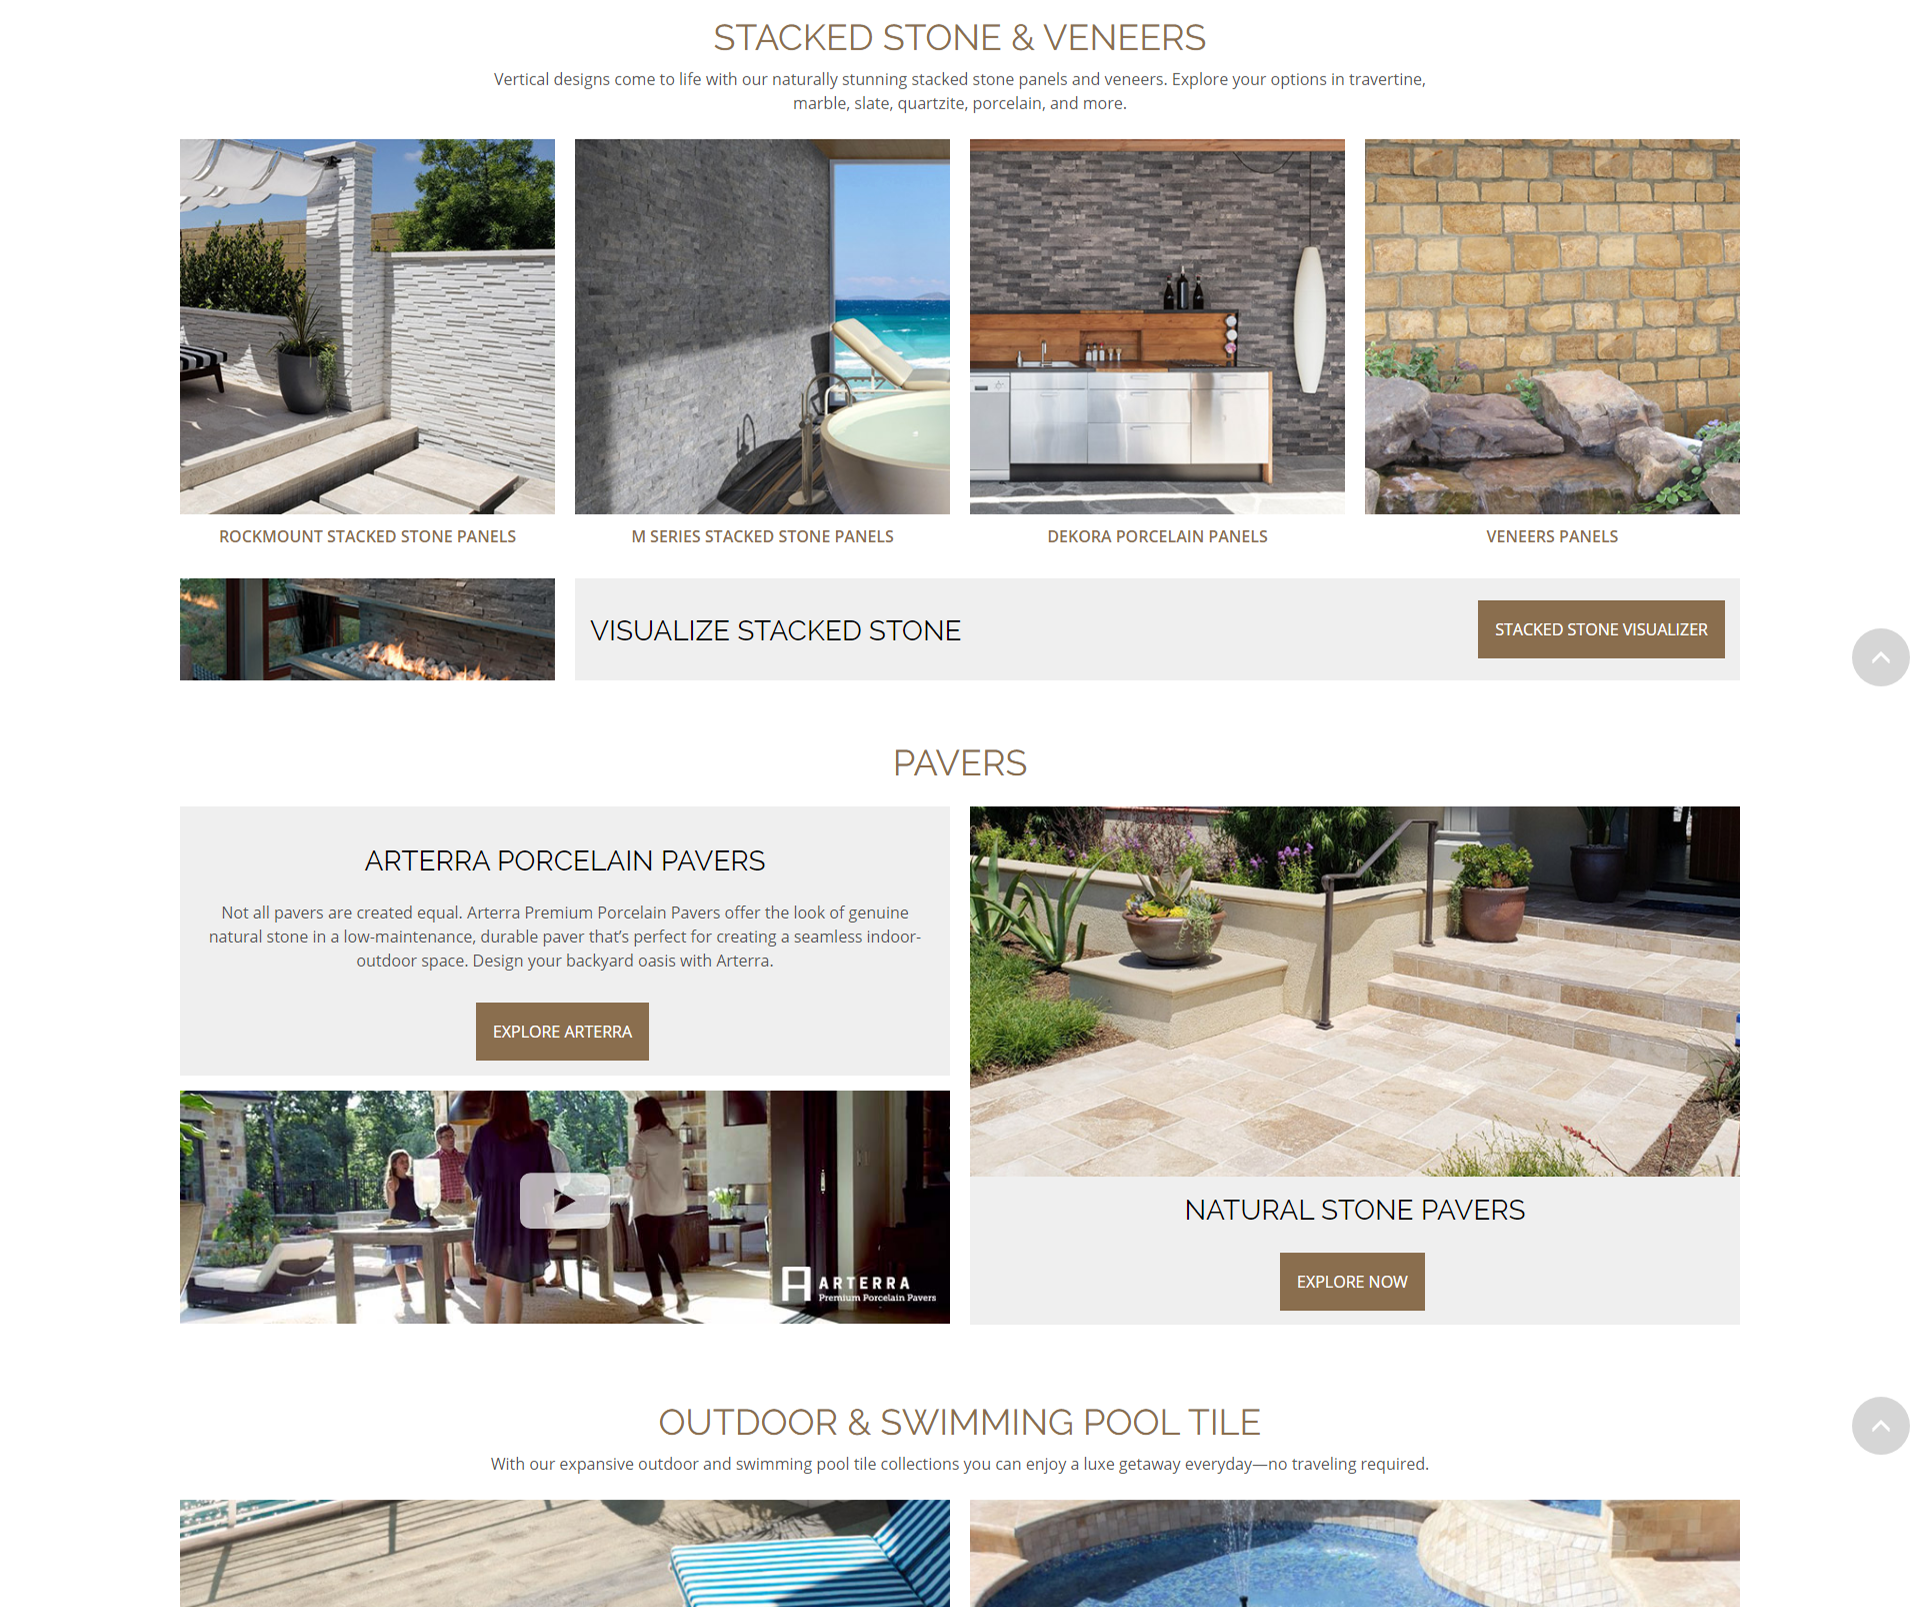 STACKED STONE & VENEERS
Vertical designs come to life with our naturally stunning stacked stone panels and veneers. Explore your options in travertine,
marble, slate, quartzite, porcelain, and more.
ROCKMOUNT STACKED STONE PANELS
M SERIES STACKED STONE PANELS
DEKORA PORCELAIN PANELS
VENEERS PANELS
VISUALIZE STACKED STONE
STACKED STONE VISUALIZER
PAVERS
ARTERRA PORCELAIN PAVERS
Not all pavers are created equal. Arterra Premium Porcelain Pavers offer the look of genuine
natural stone in a low-maintenance, durable paver that’s perfect for creating a seamless indoor-
outdoor space. Design your backyard oasis with Arterra.
EXPLORE ARTERRA
ARTERRA
Premium Porcelain Pavers
NATURAL STONE PAVERS
EXPLORE NOW
OUTDOOR & SWIMMING POOL TILE
With our expansive outdoor and swimming pool tile collections you can enjoy a luxe getaway everyday—no traveling required.